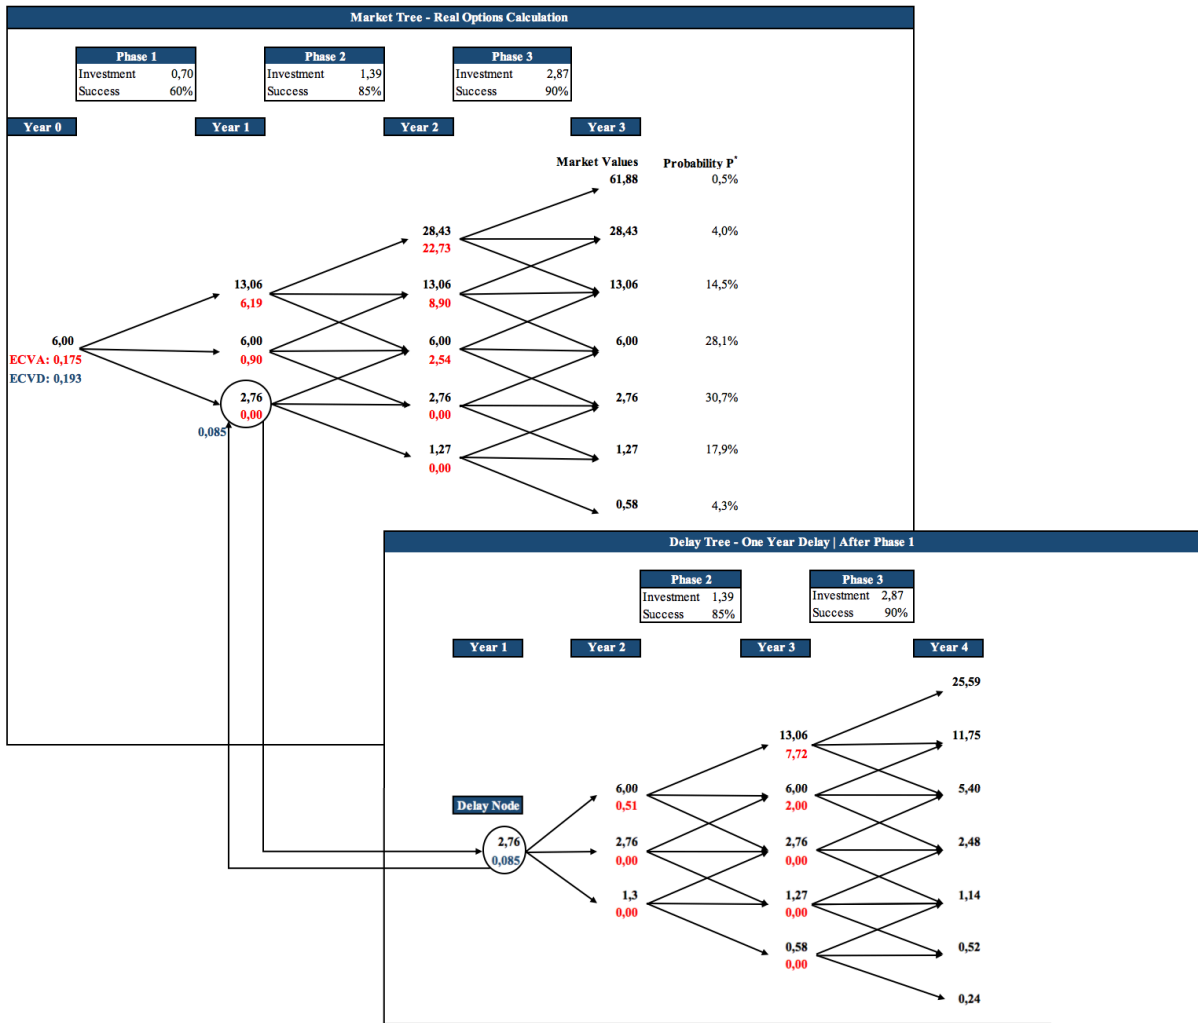 Market Tree - Real Options Calculation
Phase 1
Investment 0,70
Success 60%
Phase 2
Investment 1,39
Success 85%
Phase 3
Investment 2,87
Success 90%
Year 0 Year 1 Year 2 Year 3
Market Values Probability P*
61,88 0,5%
28,43 28,43 4,0%
22,73
13,06 13,06 13,06 14,5%
6,19 8,90
6,00 6,00 6,00 6,00 28,1%
ECVA: 0,175 0,90 2,54
ECVD: 0,193
2,76 2,76 2,76 30,7%
0,00 0,00
0,085
1,27 1,27 17,9%
0,00
0,58 4,3%
Delay Tree - One Year Delay | After Phase 1
Phase 2
Investment 1,39
Success 85%
Phase 3
Investment 2,87
Success 90%
Year 1 Year 2 Year 3 Year 4
25,59
13,06 11,75
7,72
6,00 6,00 5,40
0,51 2,00
Delay Node
2,76 2,76 2,76 2,48
0,085 0,00 0,00
1,3 1,27 1,14
0,00 0,00
0,58 0,52
0,00
0,24